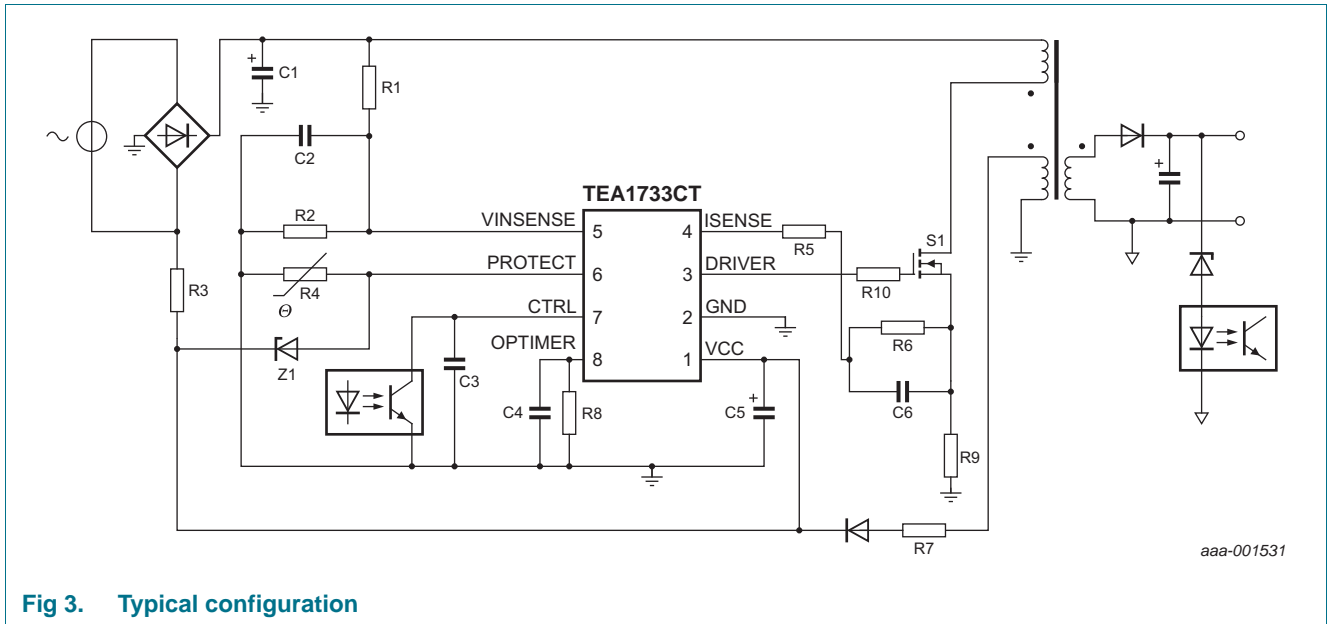 C1
R1
C2
TEA1733CT
R2
VINSENSE
5
4
ISENSE
R5
S1
R3
R4
Θ
PROTECT
6
3
DRIVER
R10
CTRL
7
2
GND
R6
Z1
OPTIMER
8
1
VCC
C3
C4
R8
C5
C6
R9
R7
aaa-001531
Fig 3. Typical configuration
+
+
+